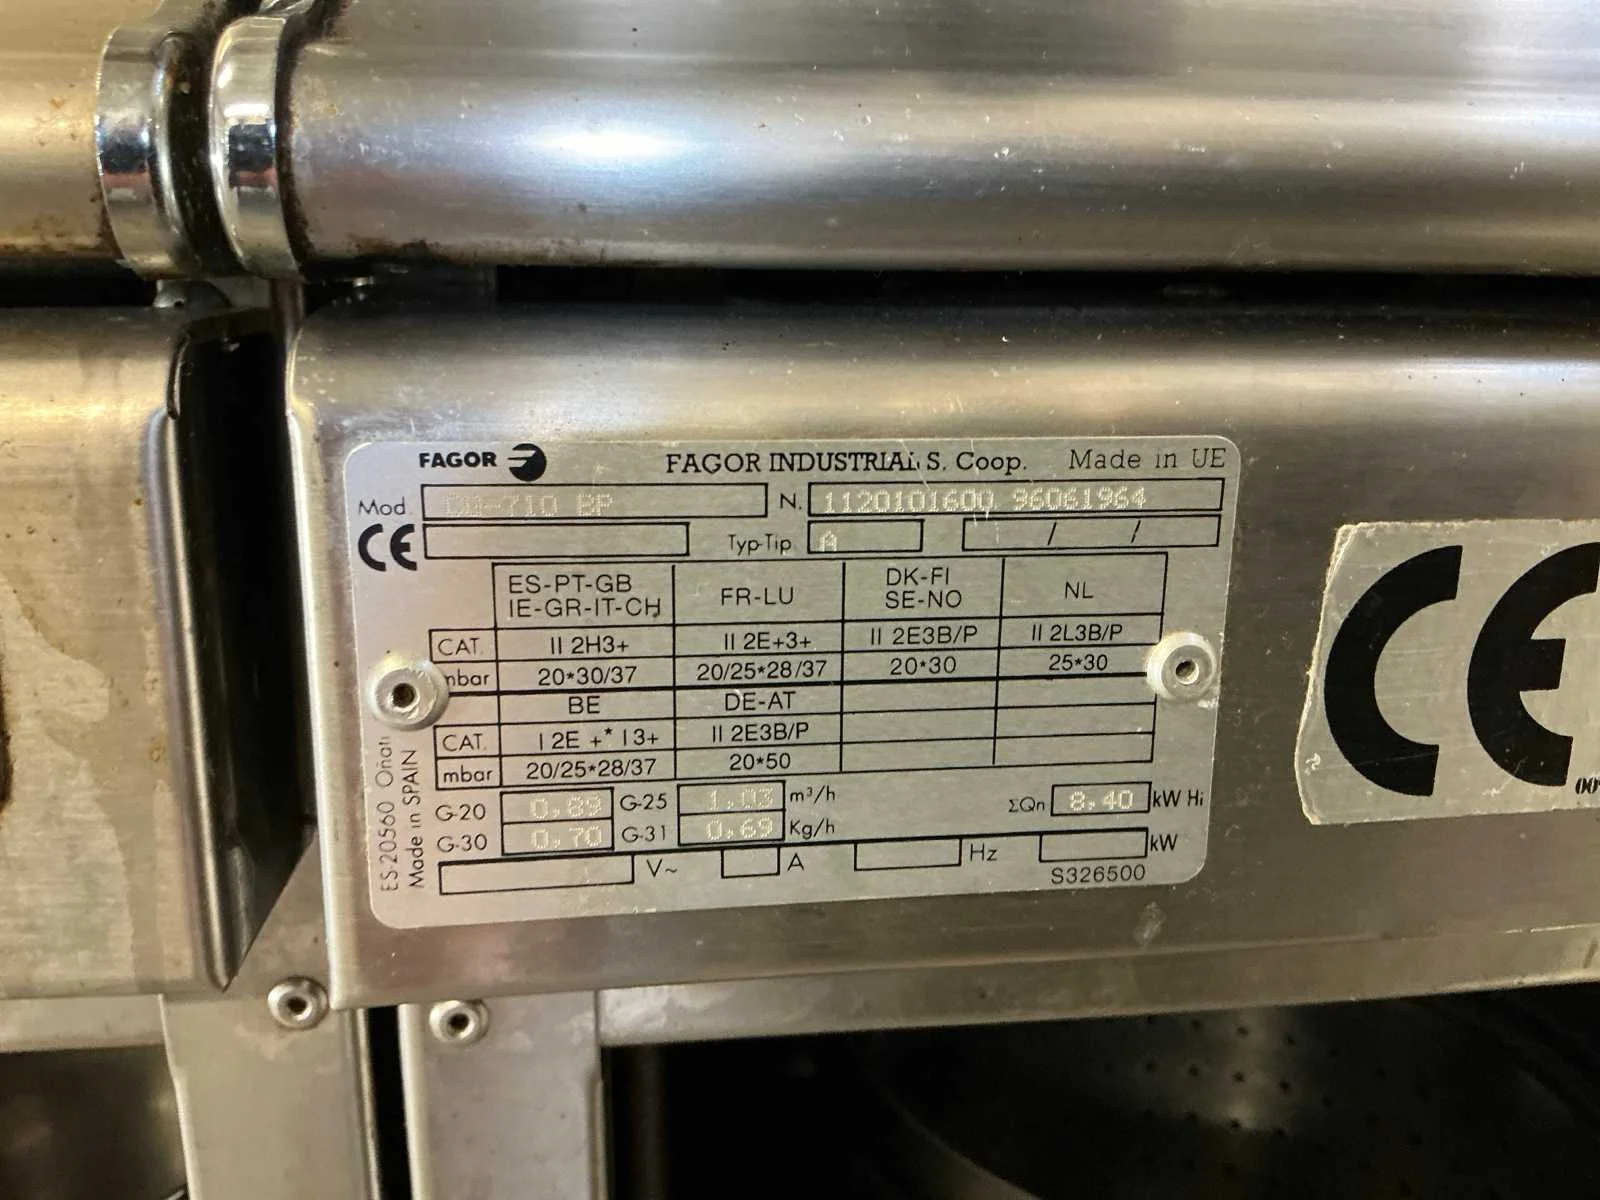 FAGOR FAGOR INDUSTRIAL S. Coop. Made in UE
Mod. -710 BP N. 1120101600 96061964
CE Typ-Tip A / /
ES-PT-GB IE-GR-IT-CH FR-LU DK-FI SE-NO NL
CAT. II 2H3+ II 2E+3+ II 2E3B/P II 2L3B/P
mbar 20*30/37 20/25*28/37 20*30 25*30
BE DE-AT
CAT. I 2E +* I 3+ II 2E3B/P
mbar 20/25*28/37 20*50
G-20 0,89 G-25 1,03 m³/h ΣQn 8,40 kW Hi
G-30 0,70 G-31 0,69 Kg/h
V~ A Hz kW
S326500
ES-20560 Oñati
Made in SPAIN
CE